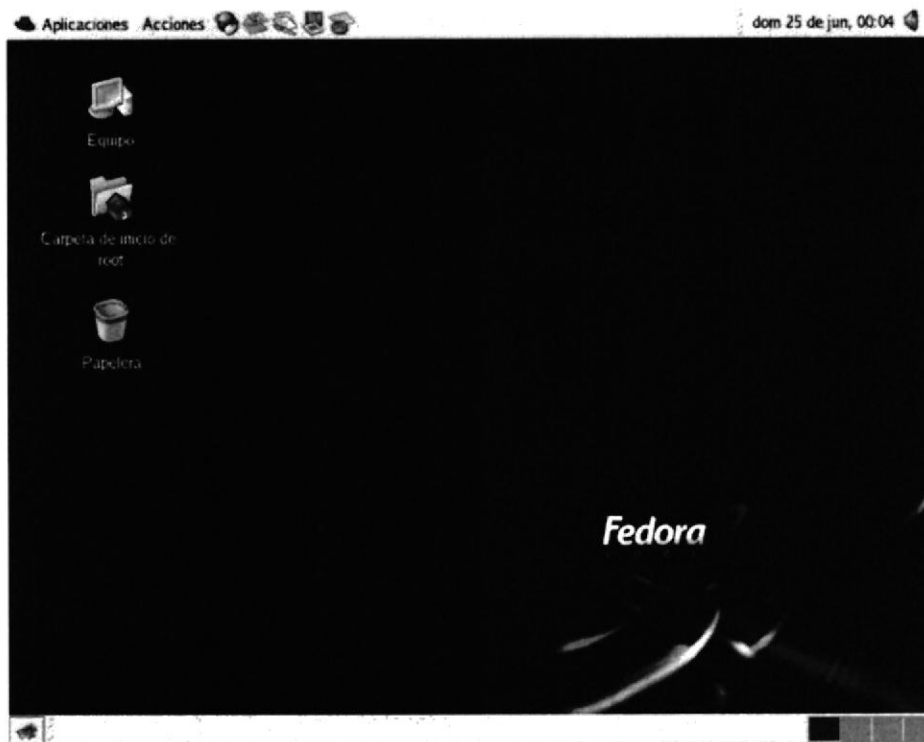 Aplicaciones Acciones dom 25 de jun, 00:04
Equipo
Carpeta de inicio de
root
Papelera
Fedora